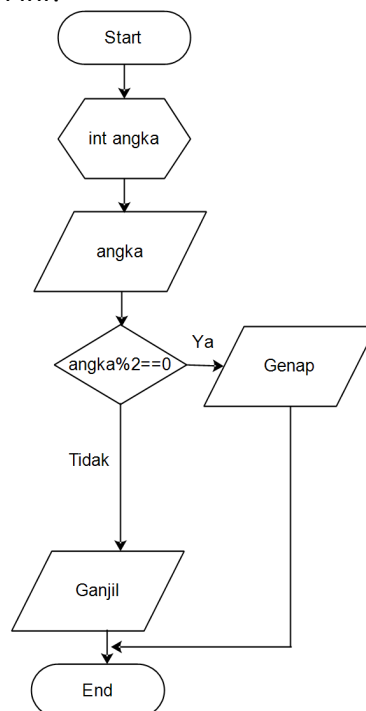 Start
int angka
angka
angka%2==0
Ya
Genap
Tidak
Ganjil
End